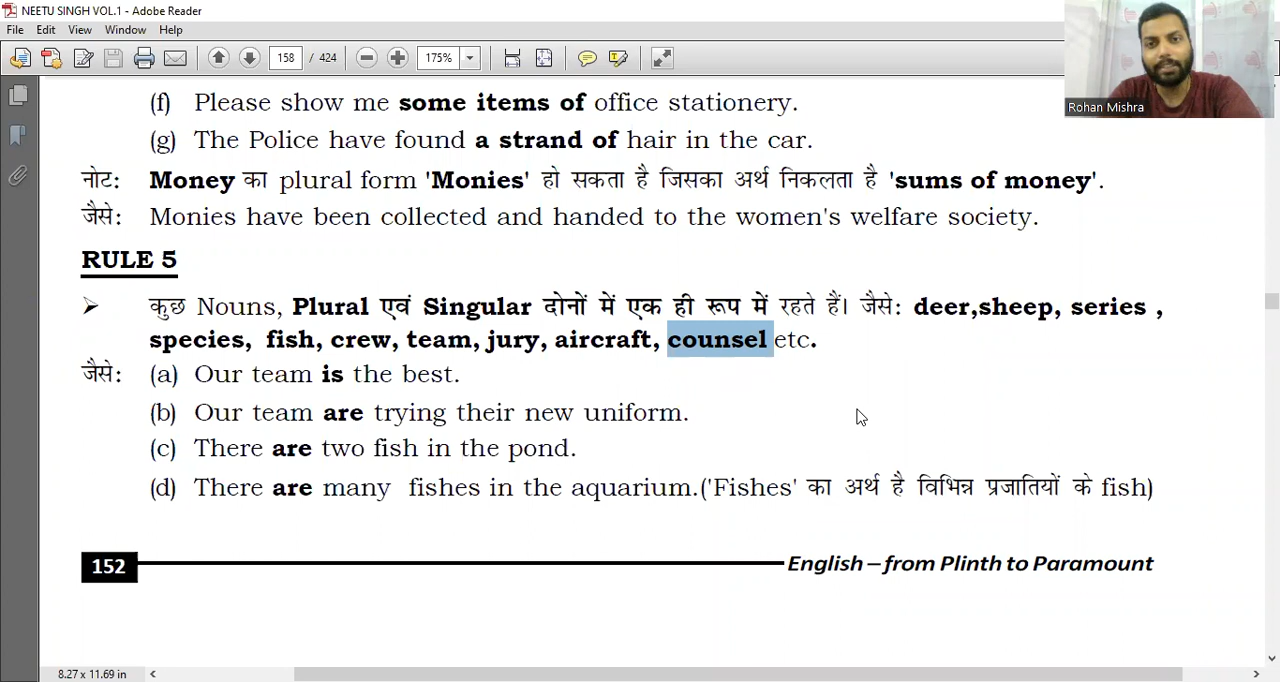 NEETU SINGH VOL.1 - Adobe Reader
File Edit View Window Help
158 / 424 175%
Rohan Mishra
(f) Please show me some items of office stationery.
(g) The Police have found a strand of hair in the car.
नोट: Money का plural form 'Monies' हो सकता है जिसका अर्थ निकलता है 'sums of money'.
जैसे: Monies have been collected and handed to the women's welfare society.
RULE 5
➢ कुछ Nouns, Plural एवं Singular दोनों में एक ही रूप में रहते हैं। जैसे: deer,sheep, series ,
species, fish, crew, team, jury, aircraft, counsel etc.
जैसे: (a) Our team is the best.
(b) Our team are trying their new uniform.
(c) There are two fish in the pond.
(d) There are many fishes in the aquarium.('Fishes' का अर्थ है विभिन्न प्रजातियों के fish)
152 English – from Plinth to Paramount
8.27 x 11.69 in